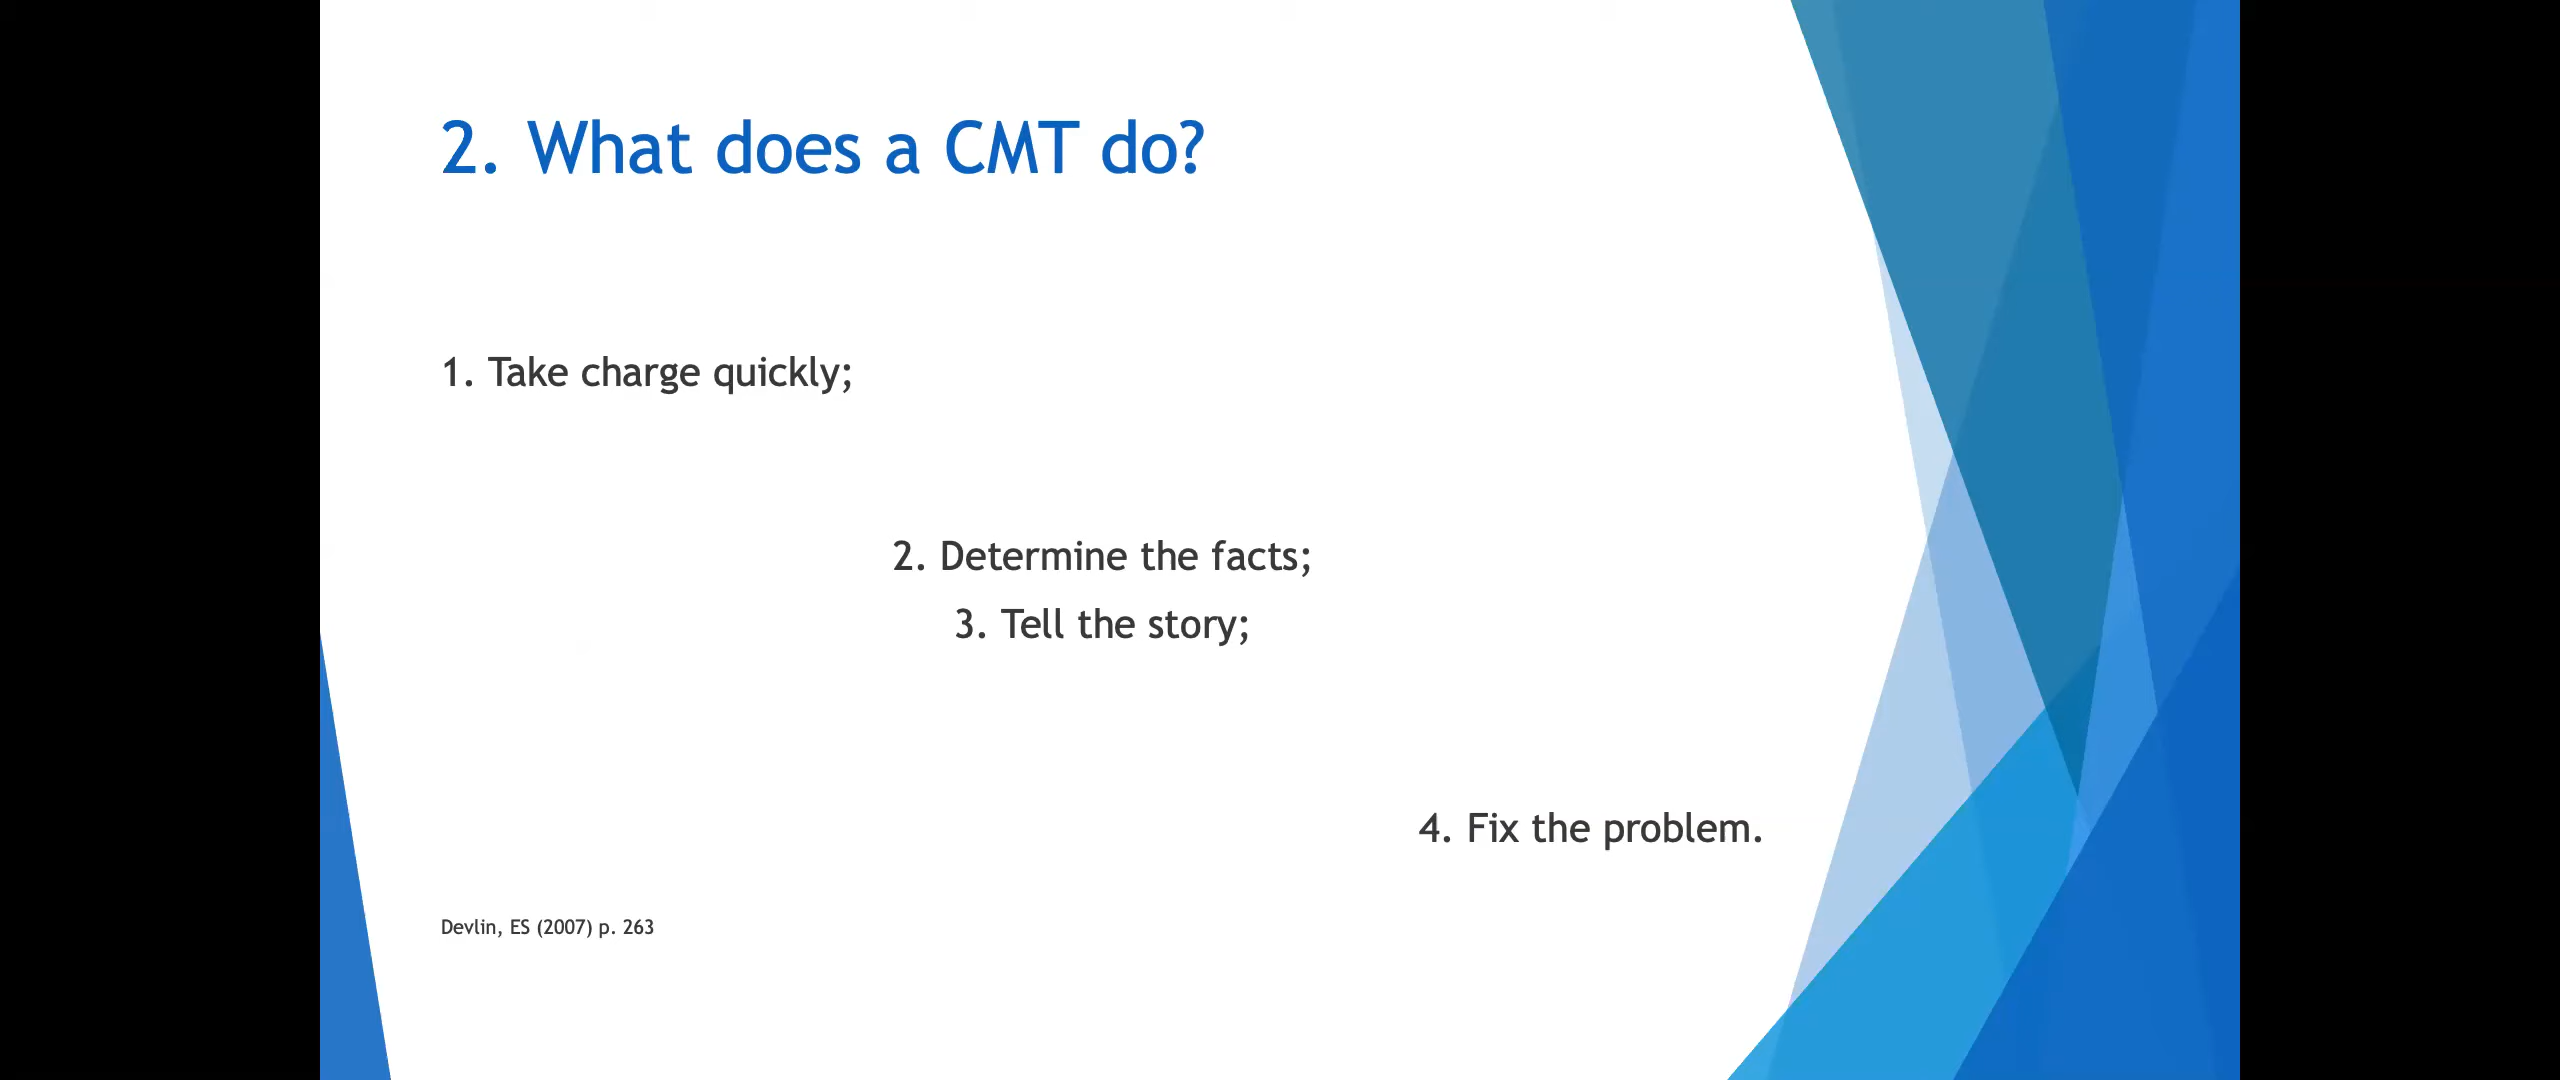 2. What does a CMT do?
1. Take charge quickly;
2. Determine the facts;
3. Tell the story;
4. Fix the problem.
Devlin, ES (2007) p. 263